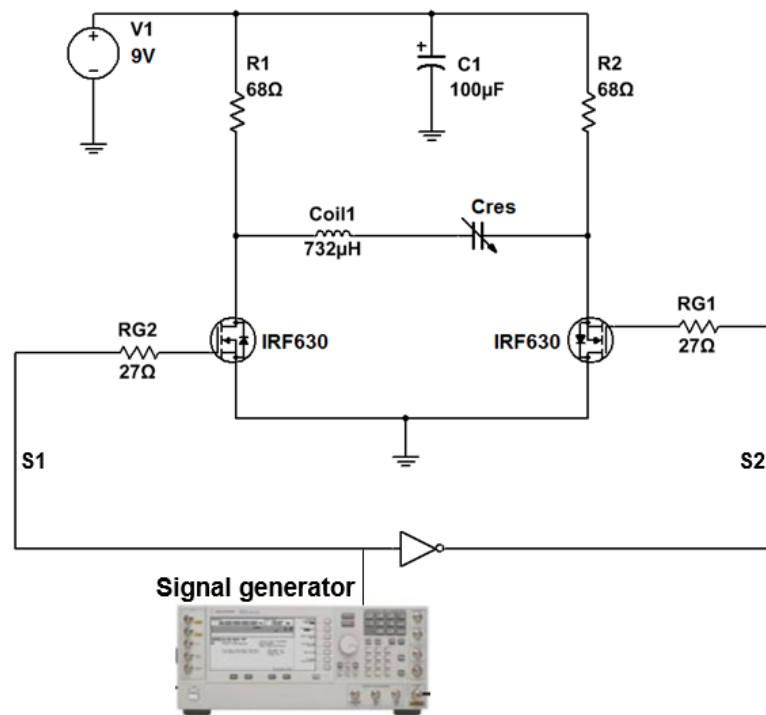 V1
9V
R1
68Ω
C1
100µF
R2
68Ω
+
+
−
Coil1
732µH
Cres
RG2
27Ω
IRF630
IRF630
RG1
27Ω
S1
S2
Signal generator